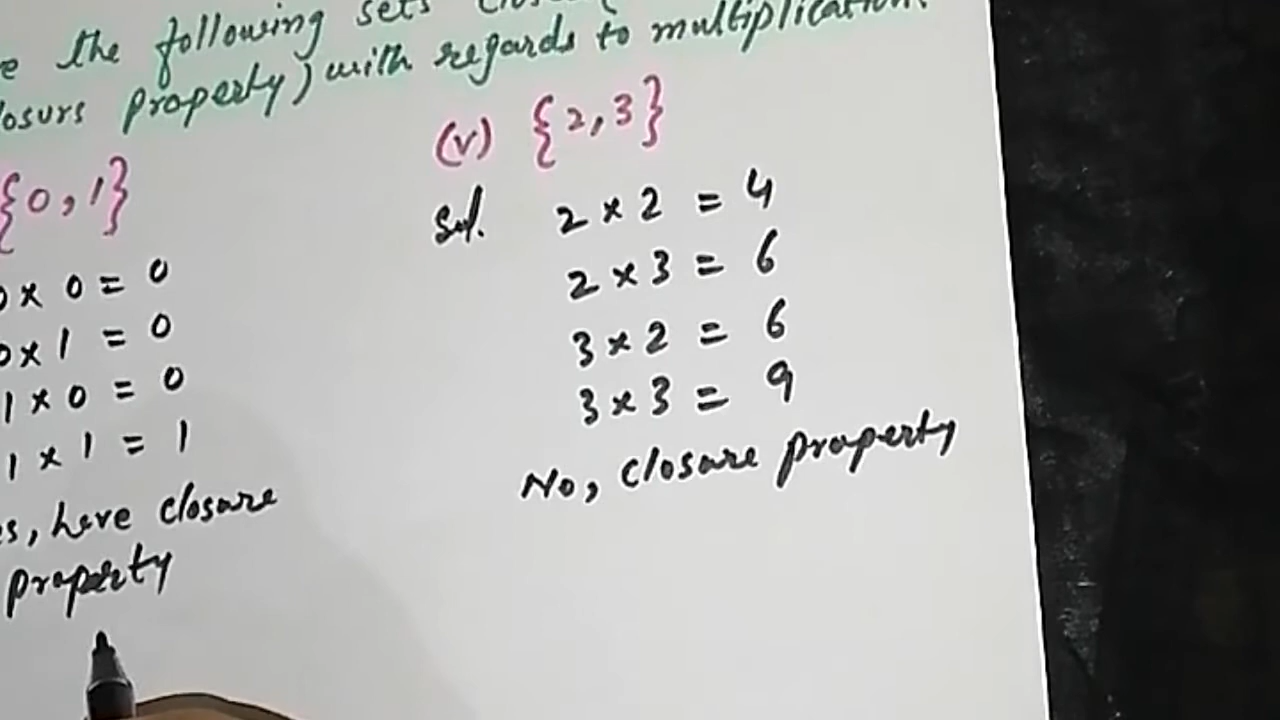 e the following sets
losurs property) with regards to multiplication.
{0,1}
0 × 0 = 0
0 × 1 = 0
1 × 0 = 0
1 × 1 = 1
es, have closure
property
(v) {2,3}
Sol. 2 × 2 = 4
2 × 3 = 6
3 × 2 = 6
3 × 3 = 9
No, closure property